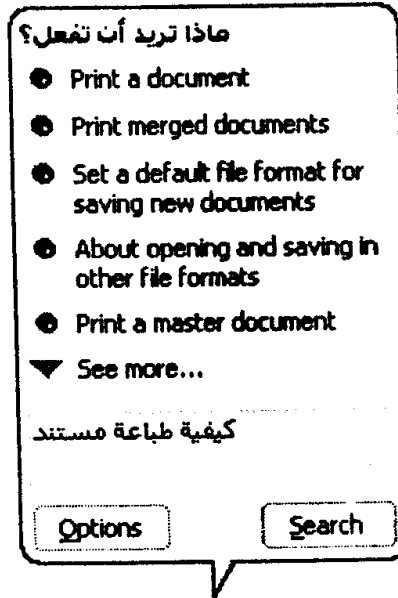 ماذا تريد أن تفعل؟
Print a document
Print merged documents
Set a default file format for
saving new documents
About opening and saving in
other file formats
Print a master document
See more...
كيفية طباعة مستند
Options
Search